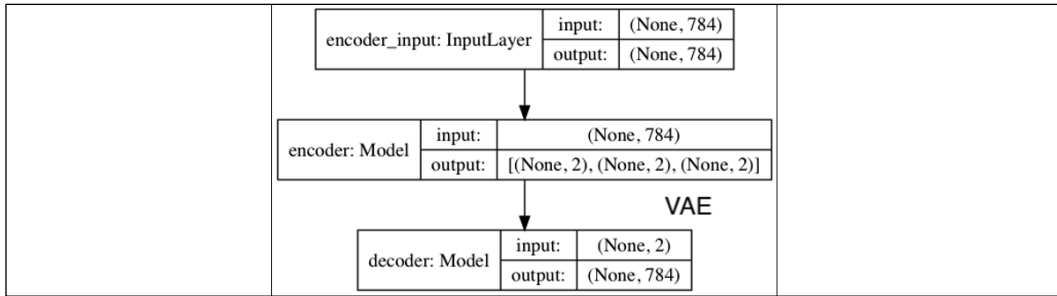 encoder_input: InputLayer
input: (None, 784)
output: (None, 784)
encoder: Model
input: (None, 784)
output: [(None, 2), (None, 2), (None, 2)]
VAE
decoder: Model
input: (None, 2)
output: (None, 784)